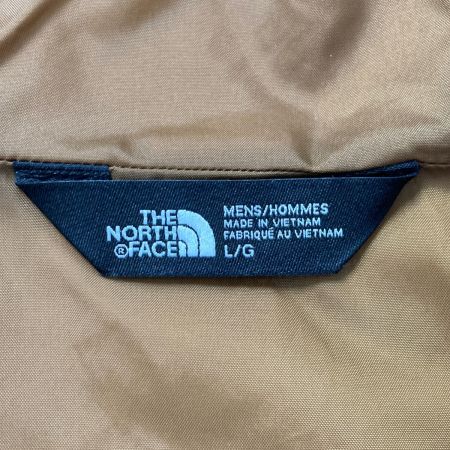 THE
NORTH
®FACE
MENS/HOMMES
MADE IN VIETNAM
FABRIQUÉ AU VIETNAM
L/G